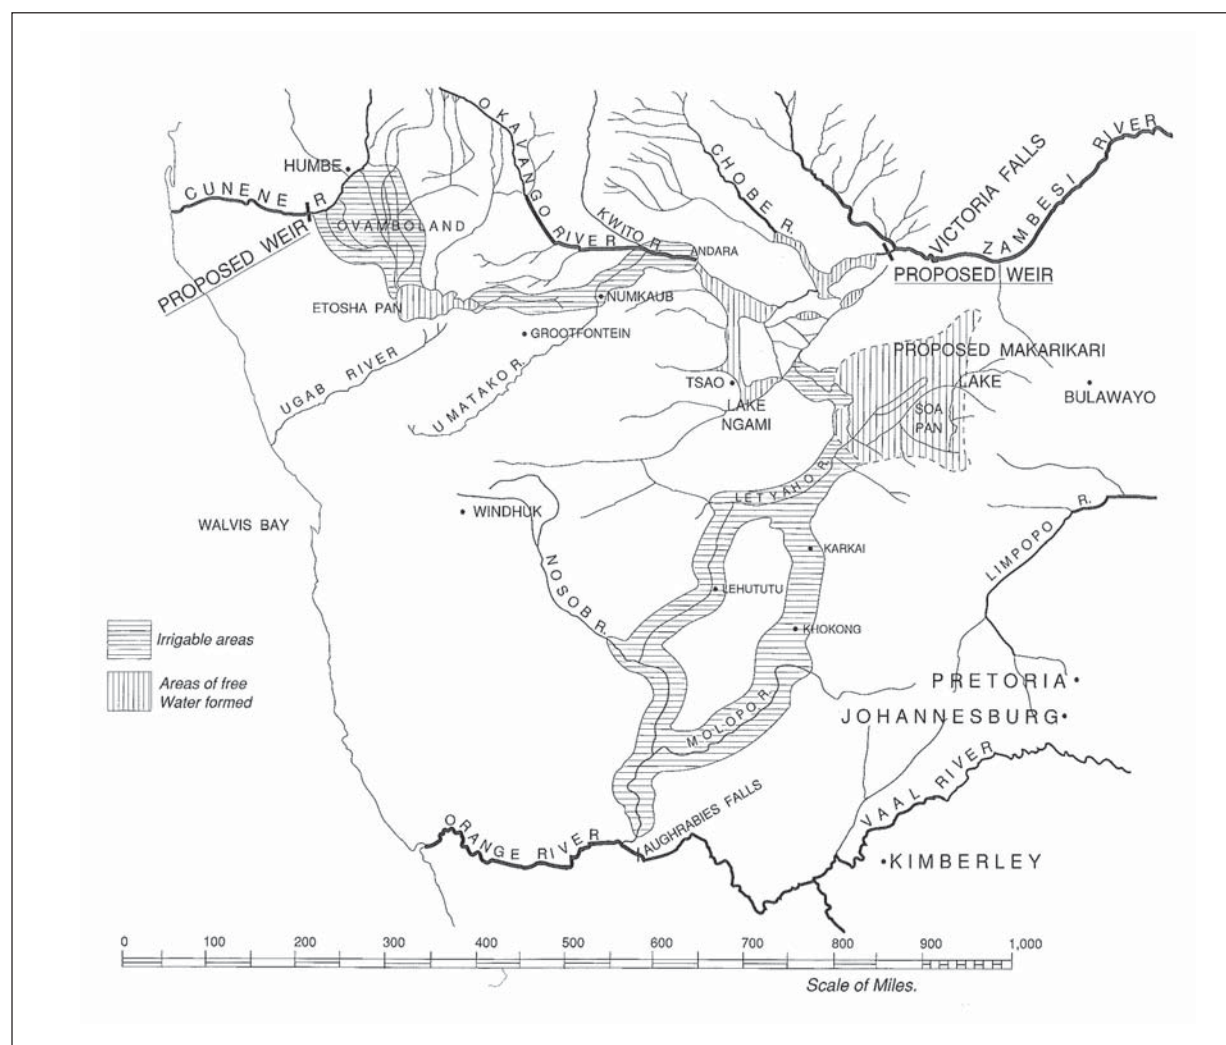 OKAVANGO RIVER
HUMBE
CUNENE R
PROPOSED WEIR
OVAMBOLAND
KWITO R.
CHOBE R.
VICTORIA FALLS
ZAMBESI RIVER
ANDARA
PROPOSED WEIR
ETOSHA PAN
NUMKAUB
GROOTFONTEIN
UGAB RIVER
UMATAKO R.
TSAO
LAKE
NGAMI
PROPOSED MAKARIKARI
LAKE
SOA
PAN
BULAWAYO
LETYAHO R.
WINDHUK
WALVIS BAY
NOSOB R.
KARKAI
LEHUTUTU
KHOKONG
LIMPOPO R.
Irrigable areas
Areas of free
Water formed
MOLOPO R.
PRETORIA
JOHANNESBURG
VAAL RIVER
ORANGE RIVER
AUGHRABIES FALLS
KIMBERLEY
0 100 200 300 400 500 600 700 800 900 1,000
Scale of Miles.